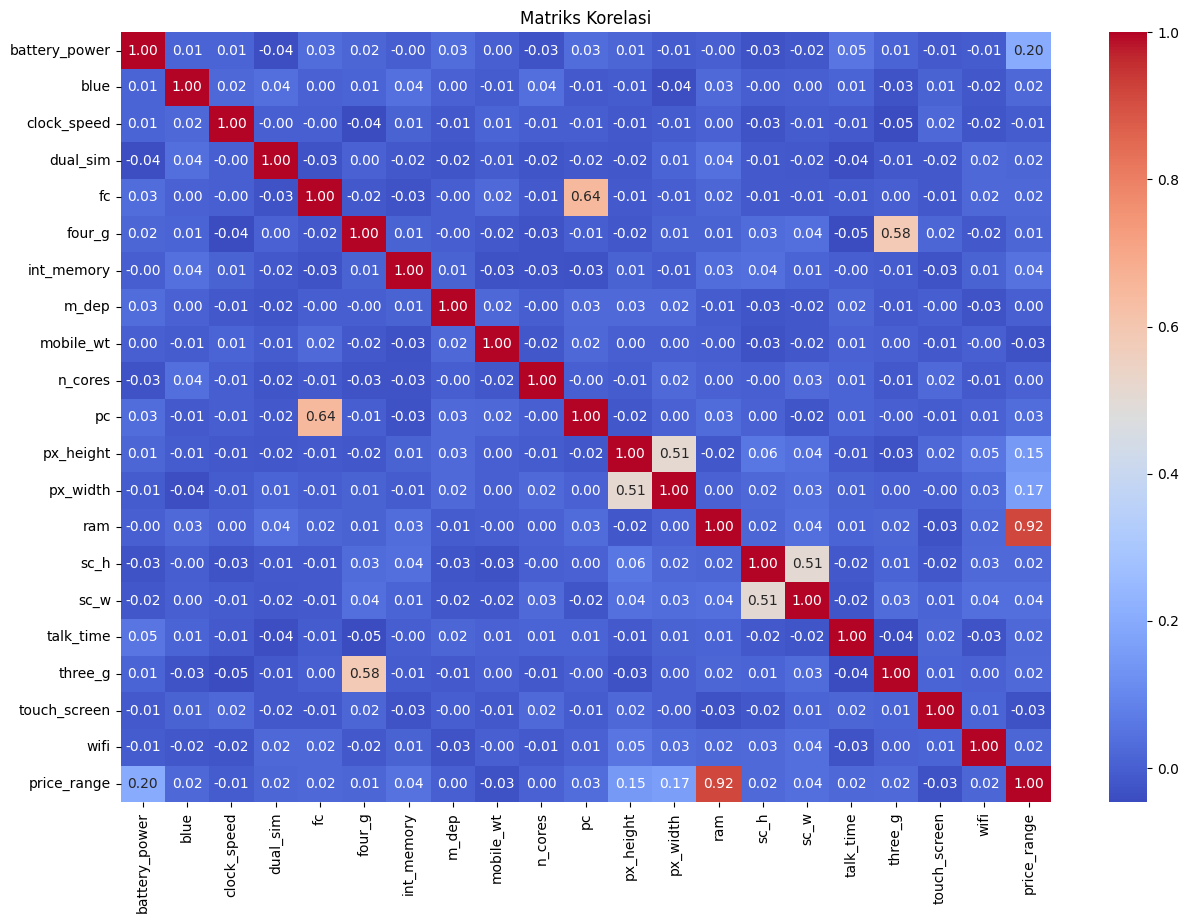 Matriks Korelasi
battery_power 1.00 0.01 0.01 -0.04 0.03 0.02 -0.00 0.03 0.00 -0.03 0.03 0.01 -0.01 -0.00 -0.03 -0.02 0.05 0.01 -0.01 -0.01 0.20
blue 0.01 1.00 0.02 0.04 0.00 0.01 0.04 0.00 -0.01 0.04 -0.01 -0.01 -0.04 0.03 -0.00 0.00 0.01 -0.03 0.01 -0.02 0.02
clock_speed 0.01 0.02 1.00 -0.00 -0.00 -0.04 0.01 -0.01 0.01 -0.01 -0.01 -0.01 -0.01 0.00 -0.03 -0.01 -0.01 -0.05 0.02 -0.02 -0.01
dual_sim -0.04 0.04 -0.00 1.00 -0.03 0.00 -0.02 -0.02 -0.01 -0.02 -0.02 -0.02 0.01 0.04 -0.01 -0.02 -0.04 -0.01 -0.02 0.02 0.02
fc 0.03 0.00 -0.00 -0.03 1.00 -0.02 -0.03 -0.00 0.02 -0.01 0.64 -0.01 -0.01 0.02 -0.01 -0.01 -0.01 0.00 -0.01 0.02 0.02
four_g 0.02 0.01 -0.04 0.00 -0.02 1.00 0.01 -0.00 -0.02 -0.03 -0.01 -0.02 0.01 0.01 0.03 0.04 -0.05 0.58 0.02 -0.02 0.01
int_memory -0.00 0.04 0.01 -0.02 -0.03 0.01 1.00 0.01 -0.03 -0.03 -0.03 0.01 -0.01 0.03 0.04 0.01 -0.00 -0.01 -0.03 0.01 0.04
m_dep 0.03 0.00 -0.01 -0.02 -0.00 -0.00 0.01 1.00 0.02 -0.00 0.03 0.03 0.02 -0.01 -0.03 -0.02 0.02 -0.01 -0.00 -0.03 0.00
mobile_wt 0.00 -0.01 0.01 -0.01 0.02 -0.02 -0.03 0.02 1.00 -0.02 0.02 0.00 0.00 -0.00 -0.03 -0.02 0.01 0.00 -0.01 -0.00 -0.03
n_cores -0.03 0.04 -0.01 -0.02 -0.01 -0.03 -0.03 -0.00 -0.02 1.00 -0.00 -0.01 0.02 0.00 -0.00 0.03 0.01 -0.01 0.02 -0.01 0.00
pc 0.03 -0.01 -0.01 -0.02 0.64 -0.01 -0.03 0.03 0.02 -0.00 1.00 -0.02 0.00 0.03 0.00 -0.02 0.01 -0.00 -0.01 0.01 0.03
px_height 0.01 -0.01 -0.01 -0.02 -0.01 -0.02 0.01 0.03 0.00 -0.01 -0.02 1.00 0.51 -0.02 0.06 0.04 -0.01 -0.03 0.02 0.05 0.15
px_width -0.01 -0.04 -0.01 0.01 -0.01 0.01 -0.01 0.02 0.00 0.02 0.00 0.51 1.00 0.00 0.02 0.03 0.01 0.00 -0.00 0.03 0.17
ram -0.00 0.03 0.00 0.04 0.02 0.01 0.03 -0.01 -0.00 0.00 0.03 -0.02 0.00 1.00 0.02 0.04 0.01 0.02 -0.03 0.02 0.92
sc_h -0.03 -0.00 -0.03 -0.01 -0.01 0.03 0.04 -0.03 -0.03 -0.00 0.00 0.06 0.02 0.02 1.00 0.51 -0.02 0.01 -0.02 0.03 0.02
sc_w -0.02 0.00 -0.01 -0.02 -0.01 0.04 0.01 -0.02 -0.02 0.03 -0.02 0.04 0.03 0.04 0.51 1.00 -0.02 0.03 0.01 0.04 0.04
talk_time 0.05 0.01 -0.01 -0.04 -0.01 -0.05 -0.00 0.02 0.01 0.01 0.01 -0.01 0.01 0.01 -0.02 -0.02 1.00 -0.04 0.02 -0.03 0.02
three_g 0.01 -0.03 -0.05 -0.01 0.00 0.58 -0.01 -0.01 0.00 -0.01 -0.00 -0.03 0.00 0.02 0.01 0.03 -0.04 1.00 0.01 0.00 0.02
touch_screen -0.01 0.01 0.02 -0.02 -0.01 0.02 -0.03 -0.00 -0.01 0.02 -0.01 0.02 -0.00 -0.03 -0.02 0.01 0.02 0.01 1.00 0.01 -0.03
wifi -0.01 -0.02 -0.02 0.02 0.02 -0.02 0.01 -0.03 -0.00 -0.01 0.01 0.05 0.03 0.02 0.03 0.04 -0.03 0.00 0.01 1.00 0.02
price_range 0.20 0.02 -0.01 0.02 0.02 0.01 0.04 0.00 -0.03 0.00 0.03 0.15 0.17 0.92 0.02 0.04 0.02 0.02 -0.03 0.02 1.00
battery_power blue clock_speed dual_sim fc four_g int_memory m_dep mobile_wt n_cores pc px_height px_width ram sc_h sc_w talk_time three_g touch_screen wifi price_range
1.0
0.8
0.6
0.4
0.2
0.0